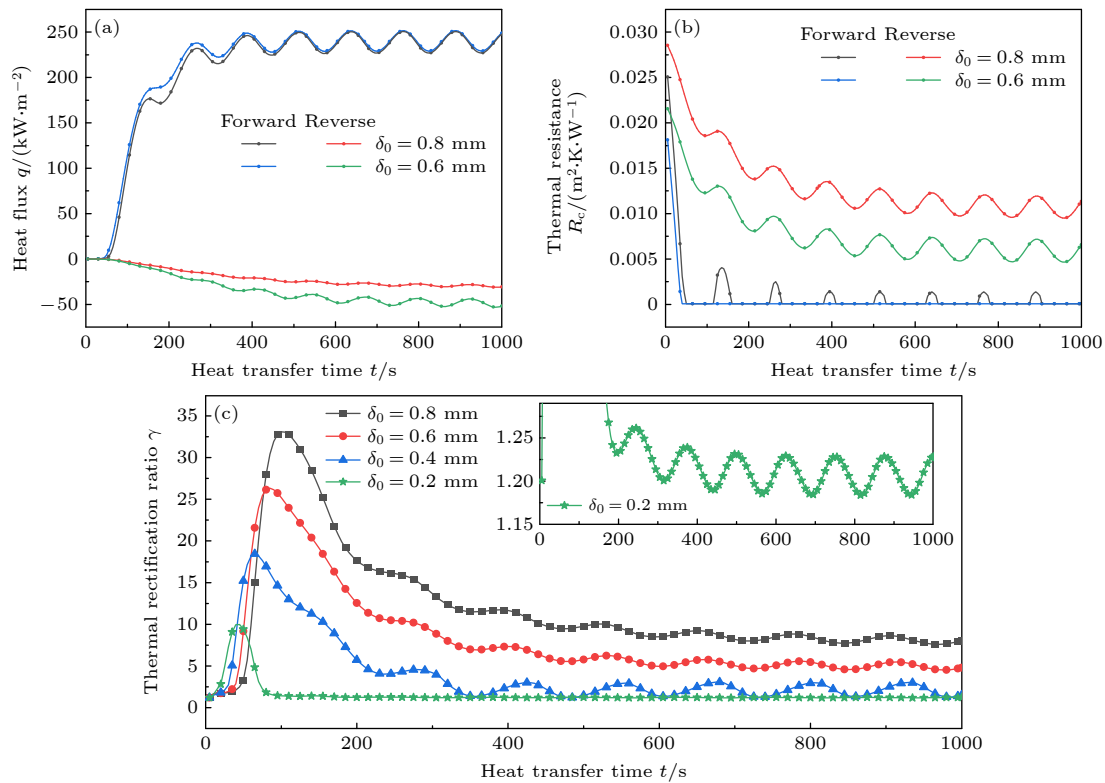 (a)
250
200
150
100
50
0
−50
Heat flux q/(kW·m−2)
Forward Reverse
δ0 = 0.8 mm
δ0 = 0.6 mm
0 200 400 600 800 1000
Heat transfer time t/s
(b)
0.030
0.025
0.020
0.015
0.010
0.005
0
Thermal resistance
Rc/(m2·K·W−1)
Forward Reverse
δ0 = 0.8 mm
δ0 = 0.6 mm
0 200 400 600 800 1000
Heat transfer time t/s
(c)
35
30
25
20
15
10
5
0
Thermal rectification ratio γ
δ0 = 0.8 mm
δ0 = 0.6 mm
δ0 = 0.4 mm
δ0 = 0.2 mm
1.25
1.20
1.15
δ0 = 0.2 mm
0 200 400 600 800 1000
0 200 400 600 800 1000
Heat transfer time t/s